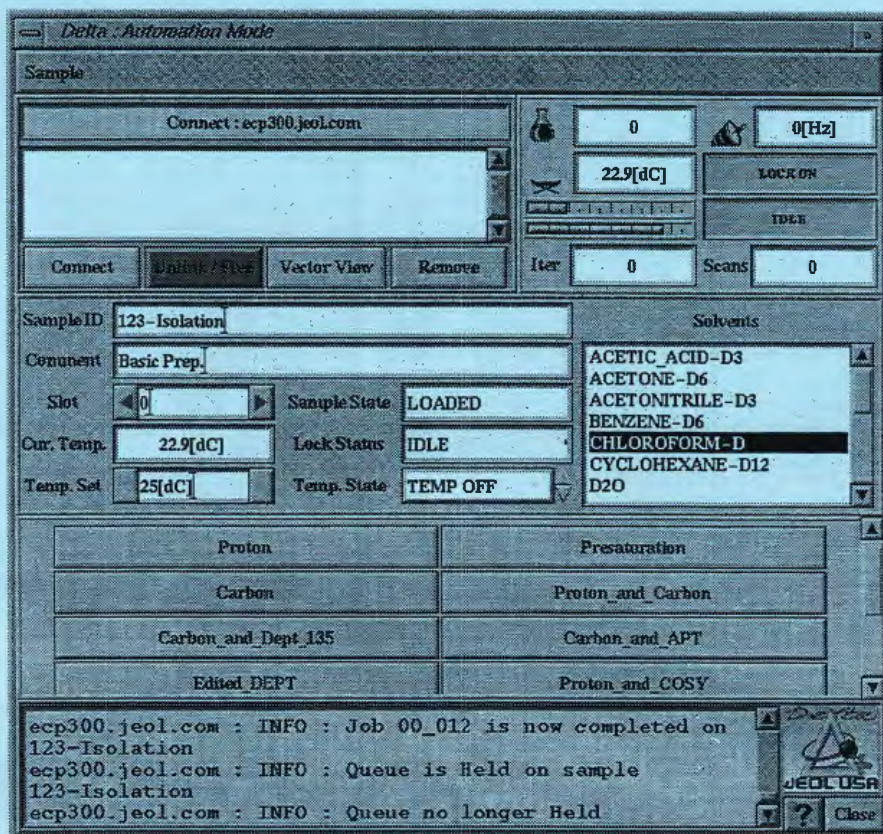 Delta : Automation Mode
Sample
Connect : ecp300.jeol.com
0
0[Hz]
22.9[dC]
LOCK ON
IDLE
Connect
Unlink / Free
Vector View
Remove
Iter
0
Scans
0
Sample ID
123-Isolation
Comment
Basic Prep.
Slot
0
Sample State
LOADED
Cur. Temp.
22.9[dC]
Lock Status
IDLE
Temp. Set
25[dC]
Temp. State
TEMP OFF
Solvents
ACETIC_ACID-D3
ACETONE-D6
ACETONITRILE-D3
BENZENE-D6
CHLOROFORM-D
CYCLOHEXANE-D12
D2O
Proton
Presaturation
Carbon
Proton_and_Carbon
Carbon_and_Dept_135
Carbon_and_APT
Edited_DEPT
Proton_and_COSY
ecp300.jeol.com : INFO : Job 00_012 is now completed on
123-Isolation
ecp300.jeol.com : INFO : Queue is Held on sample
123-Isolation
ecp300.jeol.com : INFO : Queue no longer Held
JEOL USA
?
Close